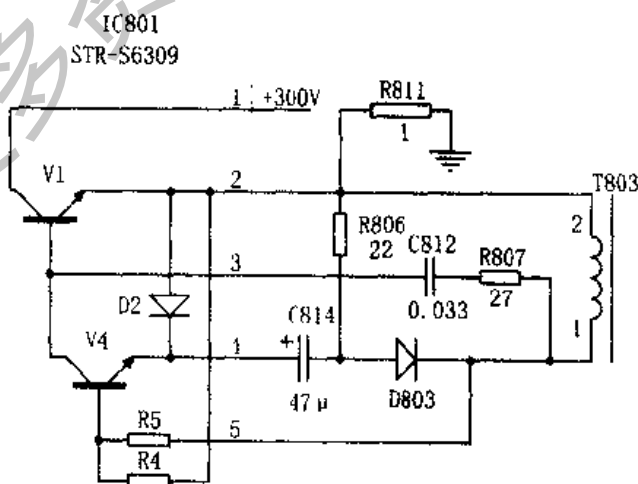 IC801
STR-S6309
R811
1 +300V
1
T803
V1
2
R806
22
C812
R807
2
3
D2
0.033
27
C814
V4
+
1
47μ
D803
R5
5
R4